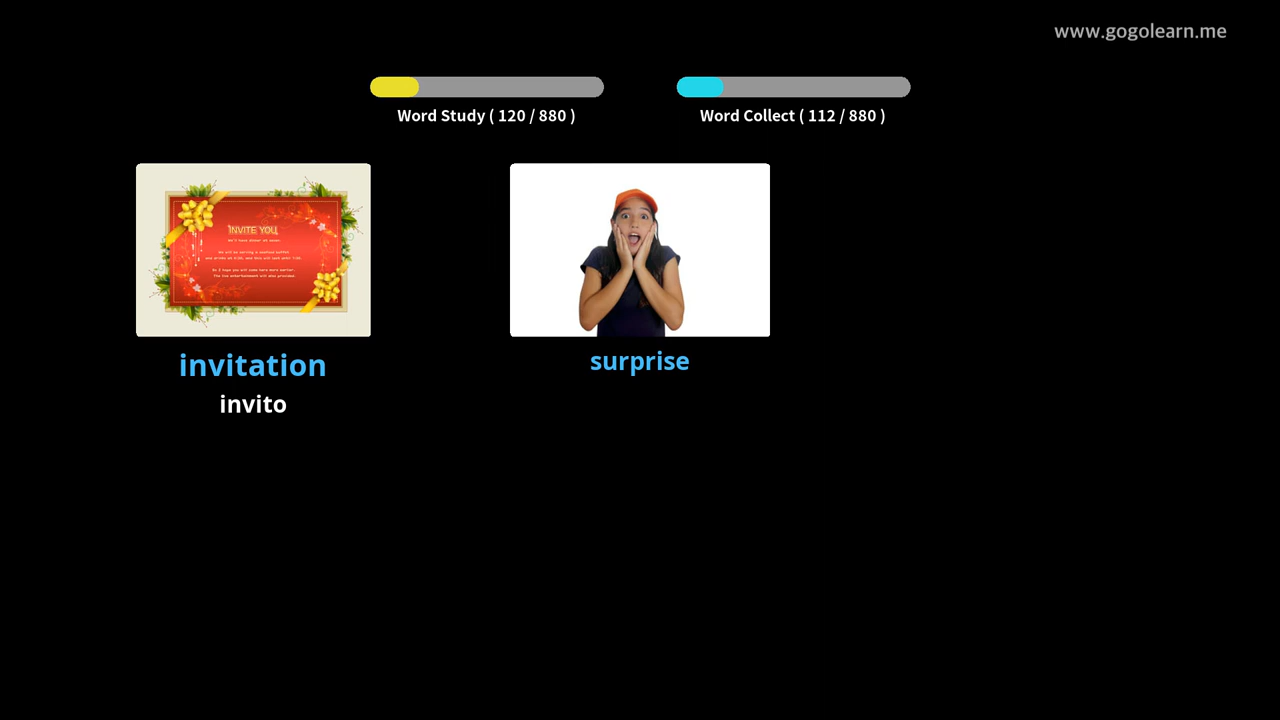 www.gogolearn.me
Word Study ( 120 / 880 )
Word Collect ( 112 / 880 )
INVITE YOU
invitation
invito
surprise